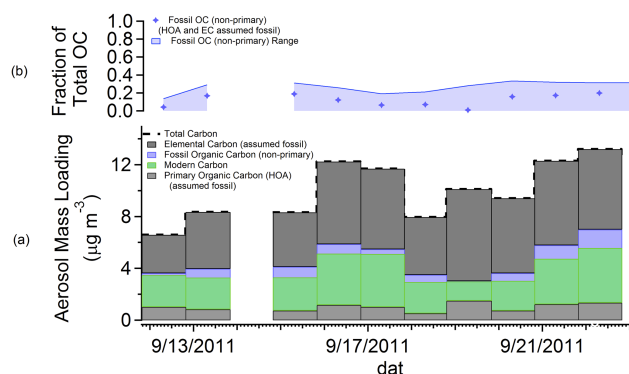 (b)
Fraction of
Total OC
1.0
0.8
0.6
0.4
0.2
0.0
Fossil OC (non-primary)
(HOA and EC assumed fossil)
Fossil OC (non-primary) Range
(a)
Aerosol Mass Loading
(μg m-3)
12
8
4
0
Total Carbon
Elemental Carbon (assumed fossil)
Fossil Organic Carbon (non-primary)
Modern Carbon
Primary Organic Carbon (HOA)
(assumed fossil)
9/13/2011
9/17/2011
9/21/2011
dat